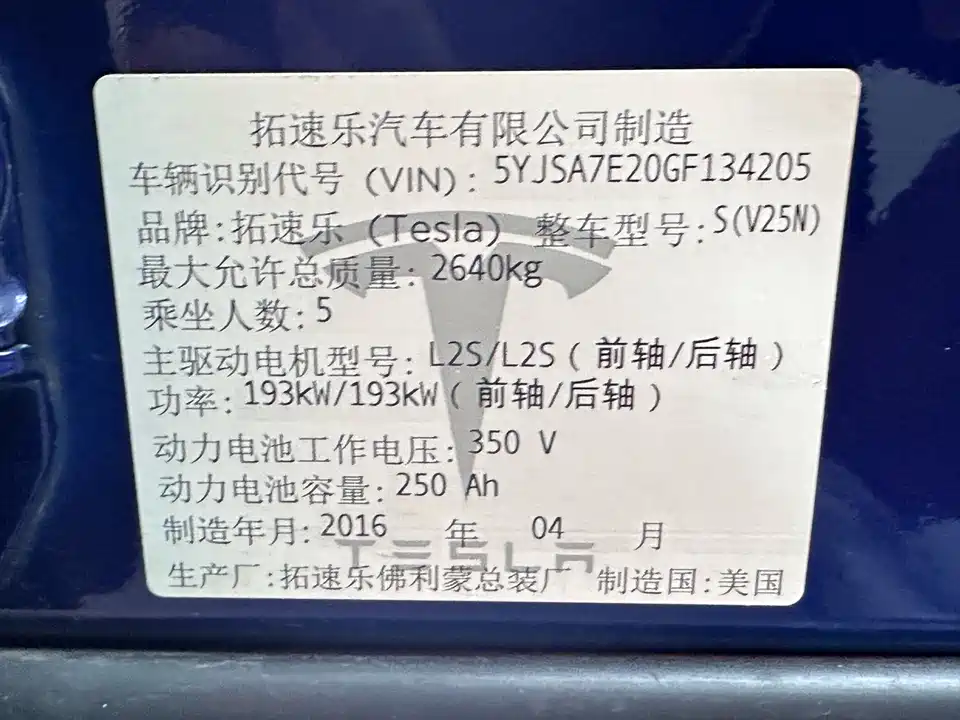 拓速乐汽车有限公司制造
车辆识别代号 (VIN): 5YJSA7E20GF134205
品牌:拓速乐 (Tesla) 整车型号:S(V25N)
最大允许总质量: 2640kg
乘坐人数: 5
主驱动电机型号: L2S/L2S ( 前轴/后轴 )
功率: 193kW/193kW ( 前轴/后轴 )
动力电池工作电压: 350 V
动力电池容量: 250 Ah
制造年月: 2016 年 04 月
TESLA
生产厂:拓速乐佛利蒙总装厂 制造国:美国